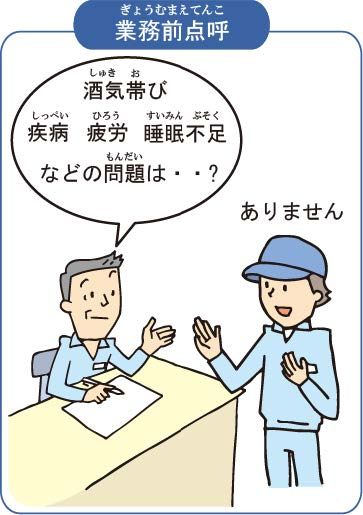 ぎょうむまえてんこ
業務前点呼
しゅき お
酒気帯び
しっぺい ひろう すいみん ぶそく
疾病 疲労 睡眠不足
もんだい
などの問題は・・?
ありません